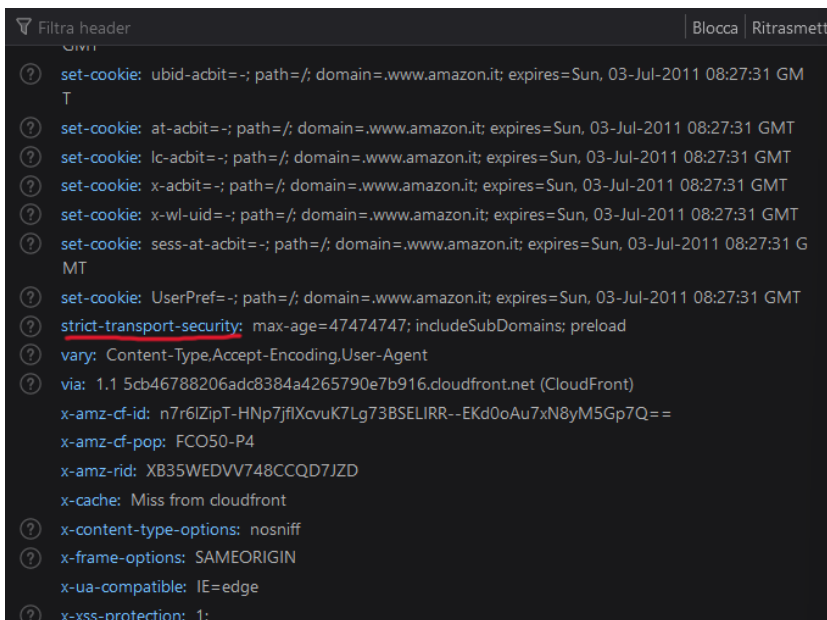 Filtra header Blocca Ritrasmett
GMT
set-cookie: ubid-acbit=-; path=/; domain=.www.amazon.it; expires=Sun, 03-Jul-2011 08:27:31 GM
T
set-cookie: at-acbit=-; path=/; domain=.www.amazon.it; expires=Sun, 03-Jul-2011 08:27:31 GMT
set-cookie: lc-acbit=-; path=/; domain=.www.amazon.it; expires=Sun, 03-Jul-2011 08:27:31 GMT
set-cookie: x-acbit=-; path=/; domain=.www.amazon.it; expires=Sun, 03-Jul-2011 08:27:31 GMT
set-cookie: x-wl-uid=-; path=/; domain=.www.amazon.it; expires=Sun, 03-Jul-2011 08:27:31 GMT
set-cookie: sess-at-acbit=-; path=/; domain=.www.amazon.it; expires=Sun, 03-Jul-2011 08:27:31 G
MT
set-cookie: UserPref=-; path=/; domain=.www.amazon.it; expires=Sun, 03-Jul-2011 08:27:31 GMT
strict-transport-security: max-age=47474747; includeSubDomains; preload
vary: Content-Type,Accept-Encoding,User-Agent
via: 1.1 5cb46788206adc8384a4265790e7b916.cloudfront.net (CloudFront)
x-amz-cf-id: n7r6lZipT-HNp7jflXcvuK7Lg73BSELIRR--EKd0oAu7xN8yM5Gp7Q==
x-amz-cf-pop: FCO50-P4
x-amz-rid: XB35WEDVV748CCQD7JZD
x-cache: Miss from cloudfront
x-content-type-options: nosniff
x-frame-options: SAMEORIGIN
x-ua-compatible: IE=edge
x-xss-protection: 1;